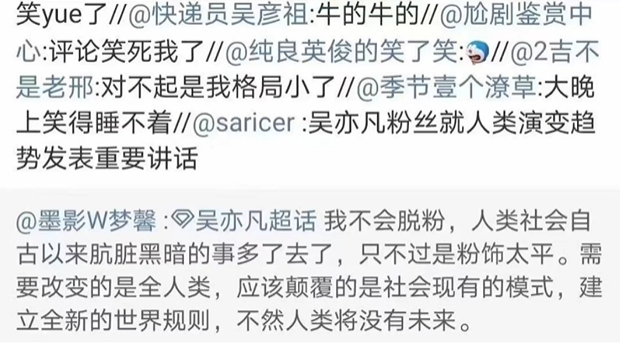 笑yue了//@快递员吴彦祖:牛的牛的//@尬剧鉴赏中
心:评论笑死我了//@纯良英俊的笑了笑://@2吉不
是老邢:对不起是我格局小了//@季节壹个潦草:大晚
上笑得睡不着//@saricer :吴亦凡粉丝就人类演变趋
势发表重要讲话
@墨影W梦馨 :吴亦凡超话 我不会脱粉，人类社会自
古以来肮脏黑暗的事多了去了，只不过是粉饰太平。需
要改变的是全人类，应该颠覆的是社会现有的模式，建
立全新的世界规则，不然人类将没有未来。